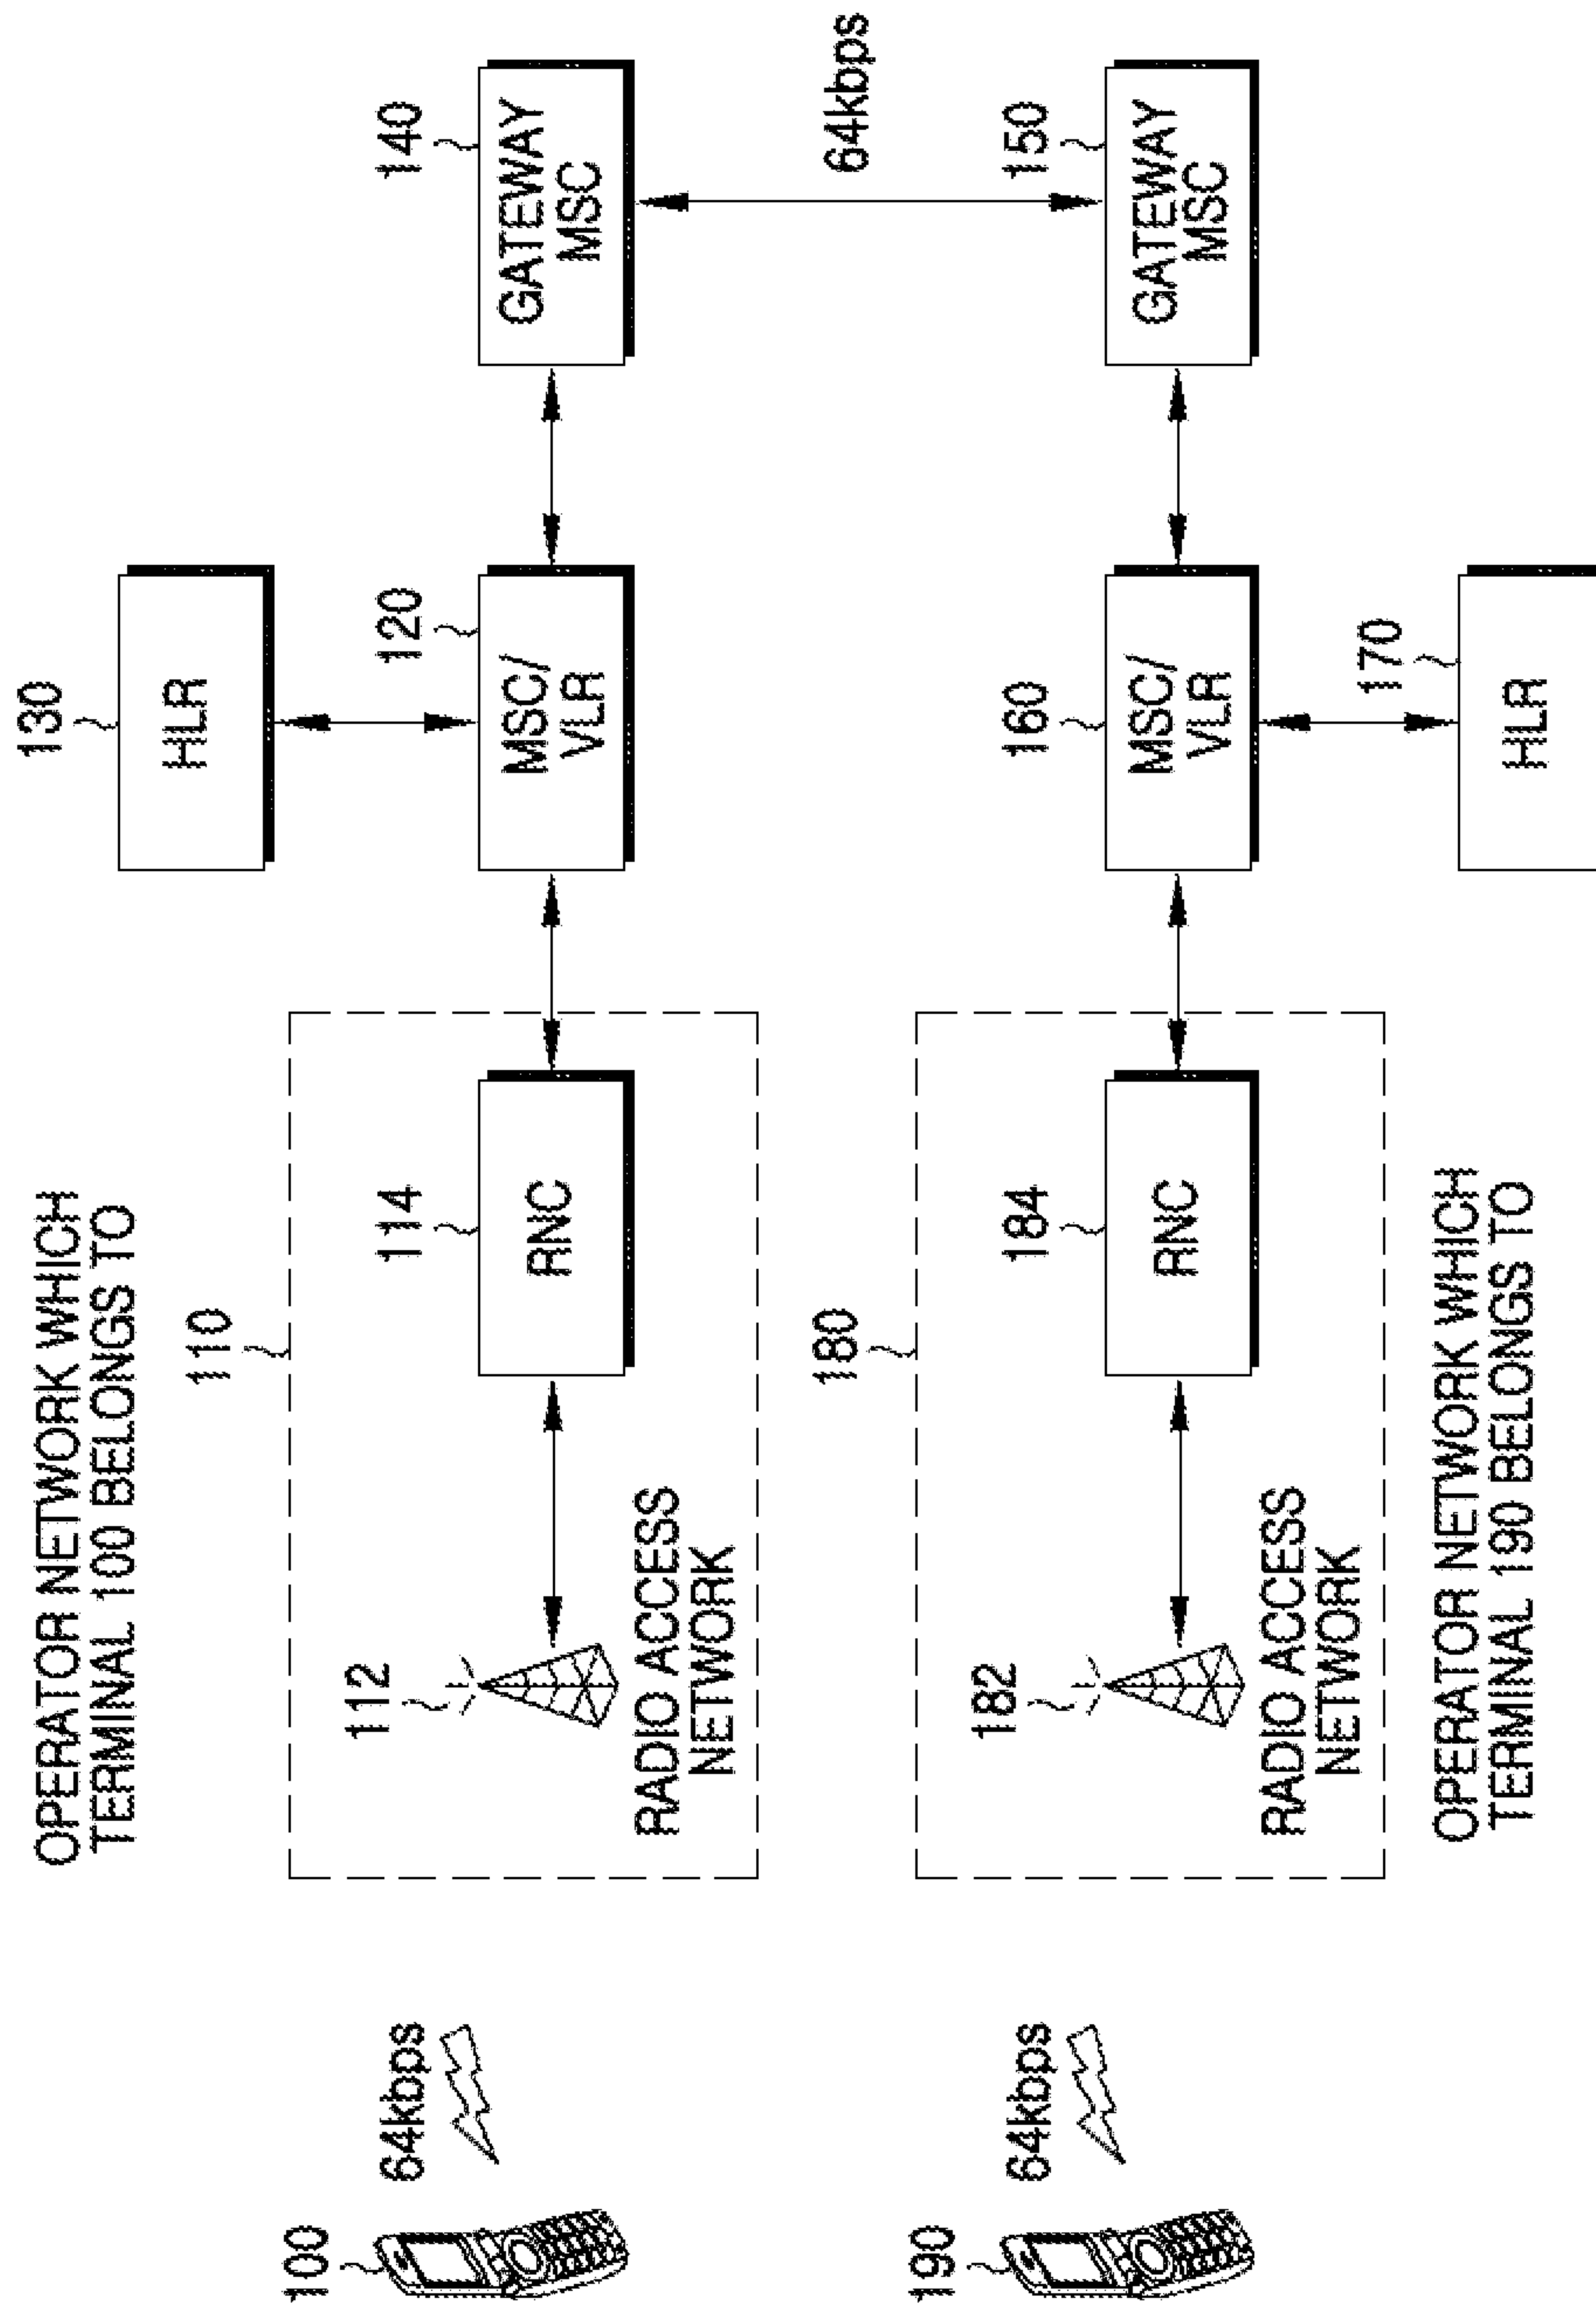 OPERATOR NETWORK WHICH
TERMINAL 100 BELONGS TO
130
HLR
110
100
64kbps
112
114
RNC
120
MSC/
VLR
140
GATEWAY
MSC
RADIO ACCESS
NETWORK
64kbps
180
190
64kbps
182
184
RNC
160
MSC/
VLR
150
GATEWAY
MSC
RADIO ACCESS
NETWORK
170
HLR
OPERATOR NETWORK WHICH
TERMINAL 190 BELONGS TO